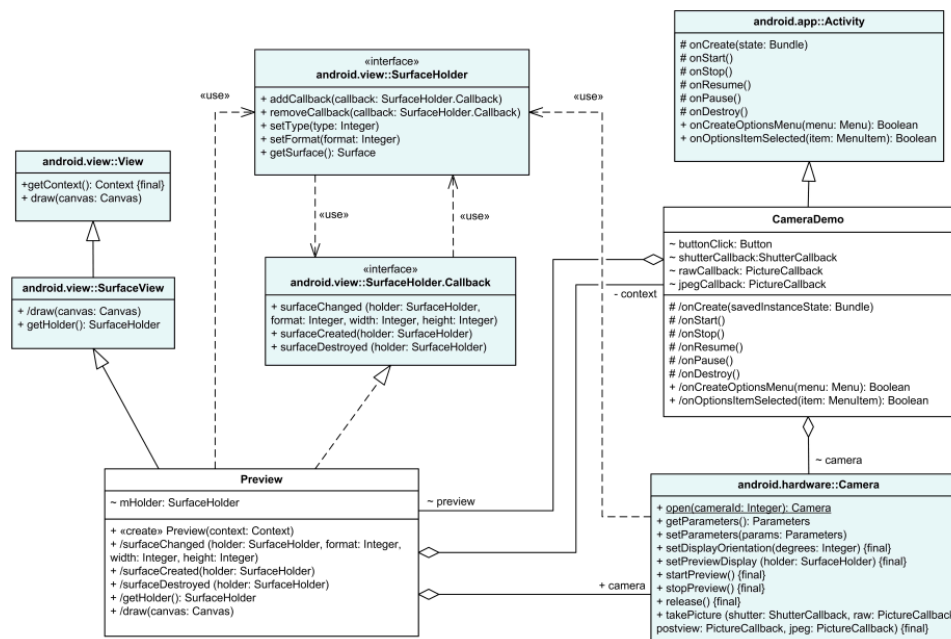 android.app::Activity
# onCreate(state: Bundle)
# onStart()
# onStop()
# onResume()
# onPause()
# onDestroy()
+ onCreateOptionsMenu(menu: Menu): Boolean
+ onOptionsItemSelected(item: MenuItem): Boolean
«interface»
android.view::SurfaceHolder
+ addCallback(callback: SurfaceHolder.Callback)
+ removeCallback(callback: SurfaceHolder.Callback)
+ setType(type: Integer)
+ setFormat(format: Integer)
+ getSurface(): Surface
«use»
«use»
android.view::View
+getContext(): Context {final}
+ draw(canvas: Canvas)
«use»
«use»
CameraDemo
~ buttonClick: Button
~ shutterCallback:ShutterCallback
~ rawCallback: PictureCallback
~ jpegCallback: PictureCallback
# /onCreate(savedInstanceState: Bundle)
# /onStart()
# /onStop()
# /onResume()
# /onPause()
# /onDestroy()
+ /onCreateOptionsMenu(menu: Menu): Boolean
+ /onOptionsItemSelected(item: MenuItem): Boolean
«interface»
android.view::SurfaceHolder.Callback
+ surfaceChanged (holder: SurfaceHolder,
format: Integer, width: Integer, height: Integer)
+ surfaceCreated(holder: SurfaceHolder)
+ surfaceDestroyed (holder: SurfaceHolder)
- context
android.view::SurfaceView
+ /draw(canvas: Canvas)
+ getHolder(): SurfaceHolder
~ camera
Preview
~ mHolder: SurfaceHolder
+ «create» Preview(context: Context)
+ /surfaceChanged (holder: SurfaceHolder, format: Integer,
width: Integer, height: Integer)
+ /surfaceCreated(holder: SurfaceHolder)
+ /surfaceDestroyed (holder: SurfaceHolder)
+ /getHolder(): SurfaceHolder
+ /draw(canvas: Canvas)
~ preview
+ camera
android.hardware::Camera
+ open(cameraId: Integer): Camera
+ getParameters(): Parameters
+ setParameters(params: Parameters)
+ setDisplayOrientation(degrees: Integer) {final}
+ setPreviewDisplay (holder: SurfaceHolder) {final}
+ startPreview() {final}
+ stopPreview() {final}
+ release() {final}
+ takePicture (shutter: ShutterCallback, raw: PictureCallback
postview: PictureCallback, jpeg: PictureCallback) {final}